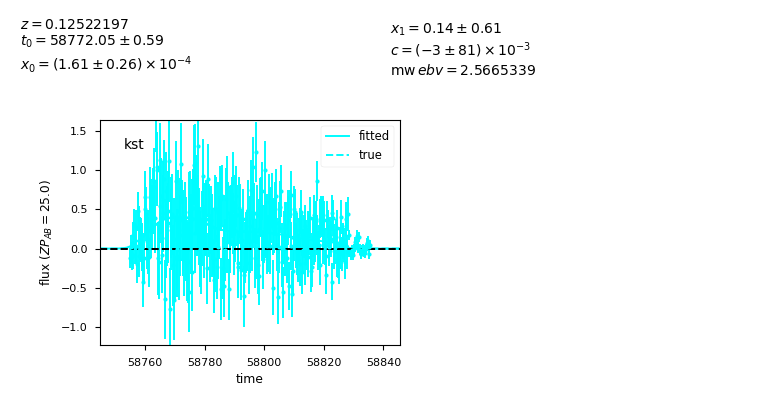 z = 0.12522197
t₀ = 58772.05 ± 0.59
x₀ = (1.61 ± 0.26) × 10⁻⁴
x₁ = 0.14 ± 0.61
c = (−3 ± 81) × 10⁻³
mw ebv = 2.5665339
kst
fitted
true
1.5
1.0
0.5
0.0
−0.5
−1.0
flux (ZP_AB = 25.0)
58760 58780 58800 58820 58840
time